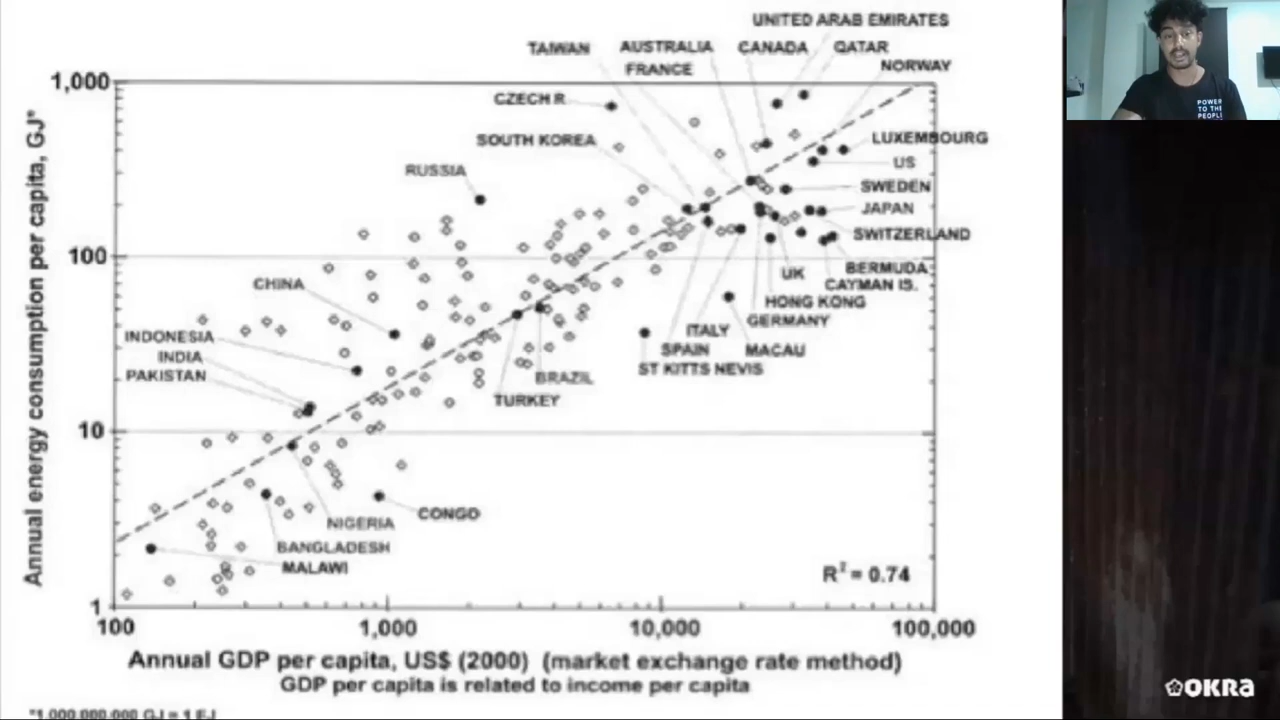 UNITED ARAB EMIRATES
TAIWAN AUSTRALIA CANADA QATAR
FRANCE NORWAY
1,000
CZECH R.
SOUTH KOREA LUXEMBOURG
US
RUSSIA
SWEDEN
JAPAN
SWITZERLAND
100
BERMUDA
UK
CHINA CAYMAN IS.
HONG KONG
GERMANY
INDONESIA ITALY
INDIA SPAIN MACAU
PAKISTAN ST KITTS NEVIS
BRAZIL
TURKEY
10
CONGO
NIGERIA
BANGLADESH
MALAWI
R² = 0.74
1
100 1,000 10,000 100,000
Annual energy consumption per capita, GJ*
Annual GDP per capita, US$ (2000) (market exchange rate method)
GDP per capita is related to income per capita
*1,000,000,000 GJ = 1 EJ
POWER
TO THE
PEOPLE
OKRA